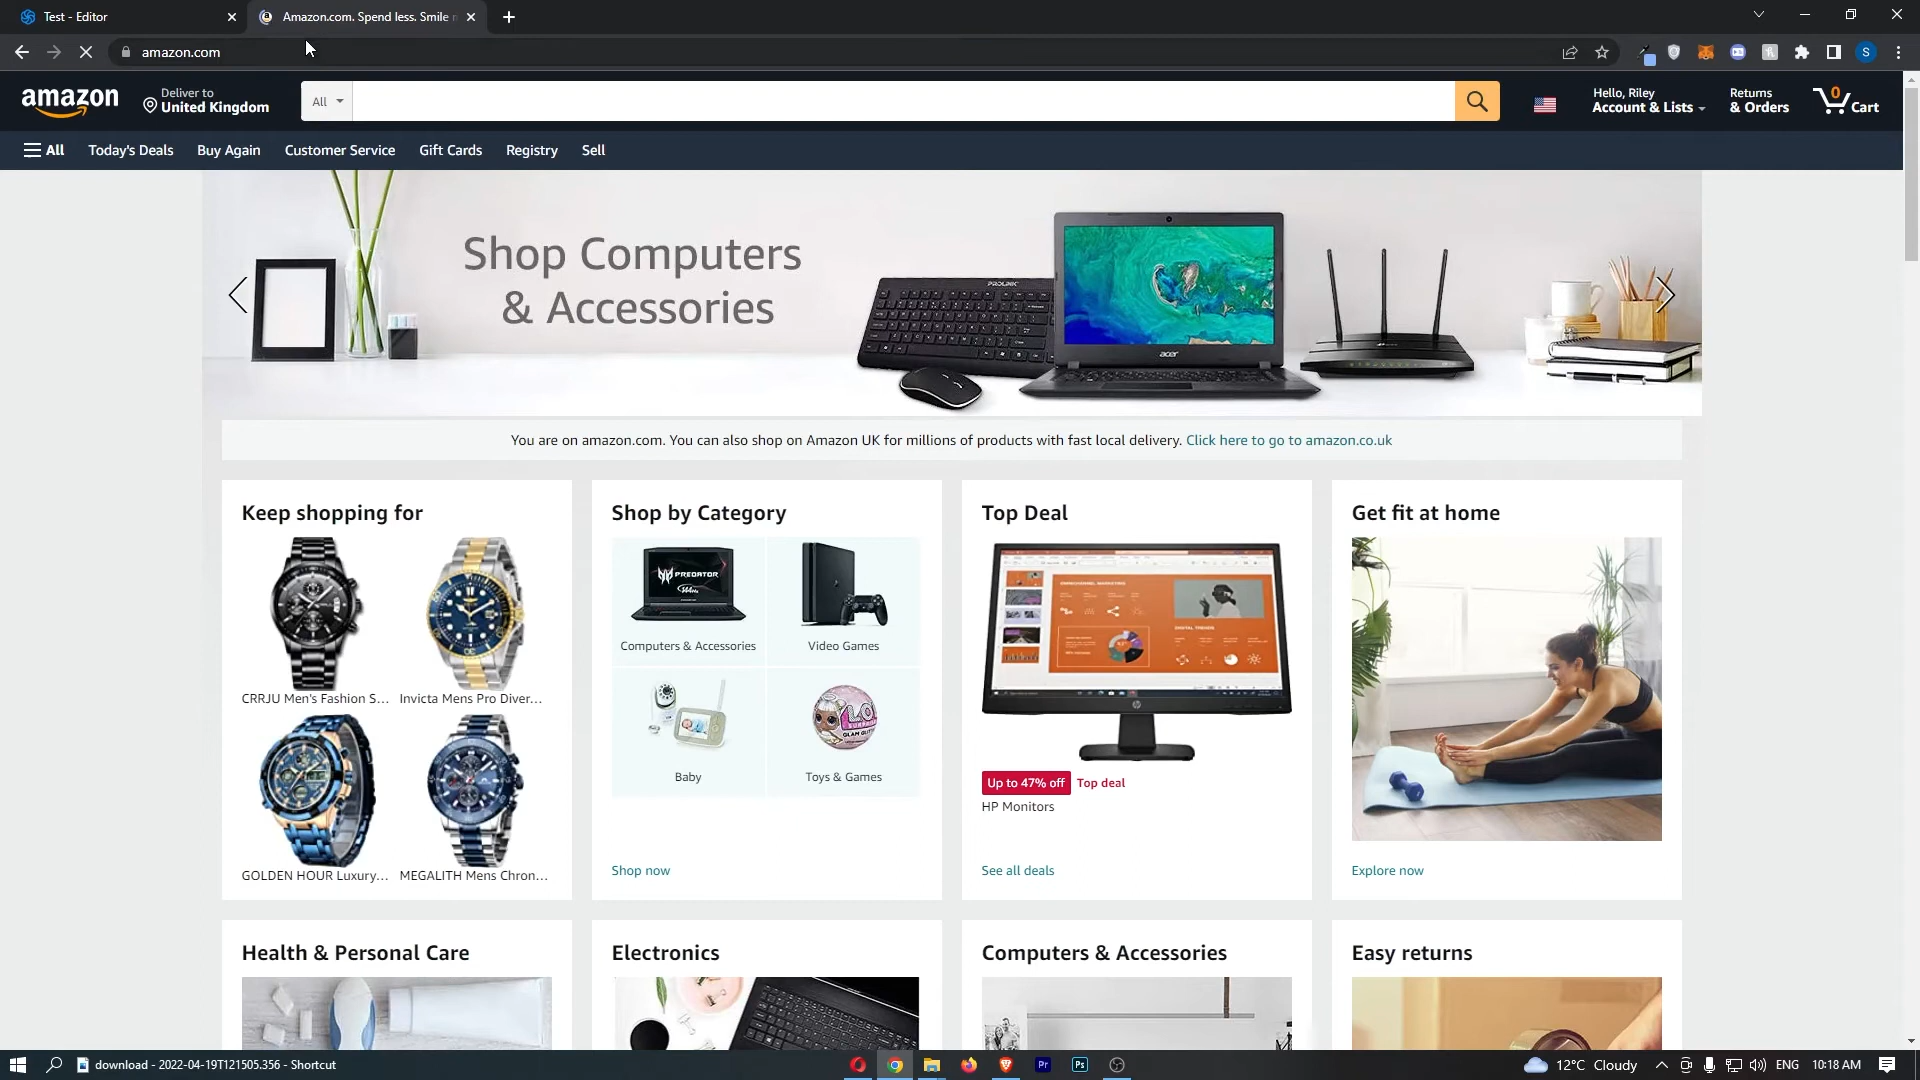 Test - Editor
Amazon.com. Spend less. Smile
amazon.com
S
amazon
Deliver to
United Kingdom
All
Hello, Riley
Account & Lists
Returns
& Orders
0
Cart
All
Today's Deals
Buy Again
Customer Service
Gift Cards
Registry
Sell
Shop Computers
& Accessories
PROLINK
acer
You are on amazon.com. You can also shop on Amazon UK for millions of products with fast local delivery. Click here to go to amazon.co.uk
Keep shopping for
CRRJU Men's Fashion S...
Invicta Mens Pro Diver...
GOLDEN HOUR Luxury...
MEGALITH Mens Chron...
Shop by Category
PREDATOR
Computers & Accessories
Video Games
Baby
Toys & Games
Shop now
Top Deal
hp
Up to 47% off
Top deal
HP Monitors
See all deals
Get fit at home
Explore now
Health & Personal Care
Electronics
Computers & Accessories
Easy returns
download - 2022-04-19T121505.356 - Shortcut
Pr
Ps
12°C Cloudy
ENG
10:18 AM